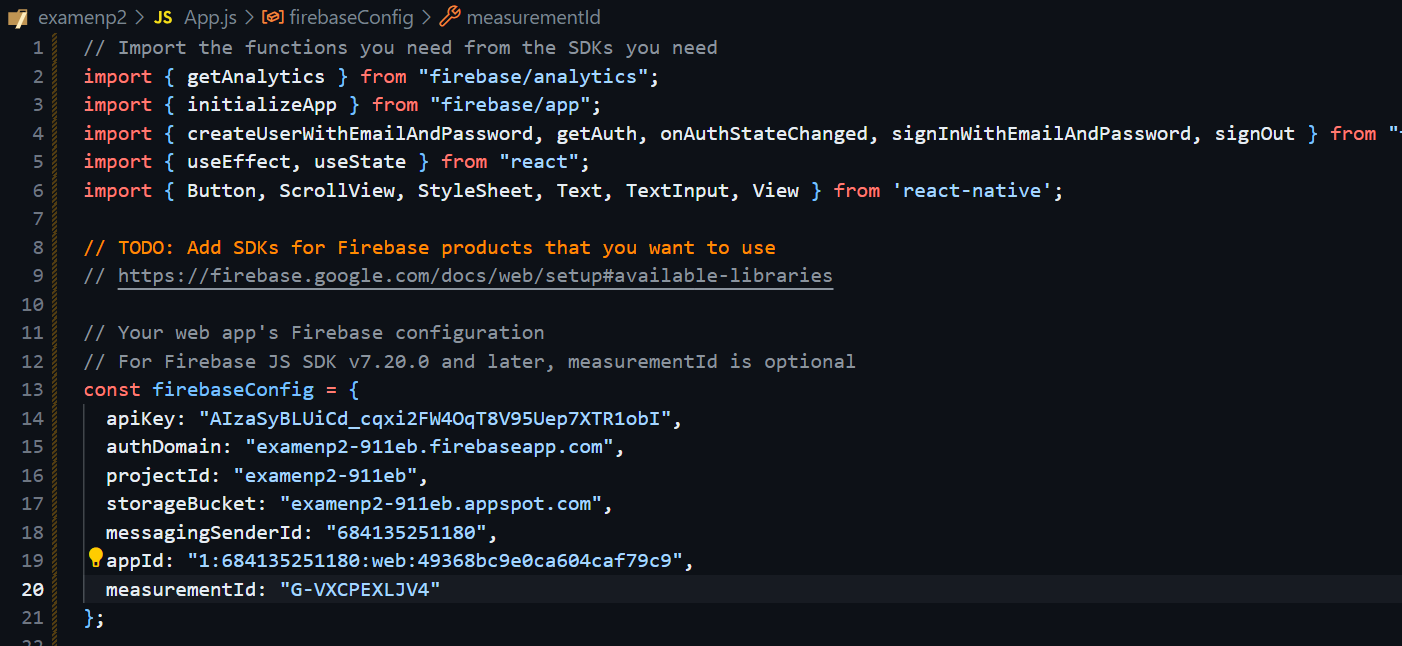 examenp2 > JS App.js > firebaseConfig > measurementId
1 // Import the functions you need from the SDKs you need
2 import { getAnalytics } from "firebase/analytics";
3 import { initializeApp } from "firebase/app";
4 import { createUserWithEmailAndPassword, getAuth, onAuthStateChanged, signInWithEmailAndPassword, signOut } from "
5 import { useEffect, useState } from "react";
6 import { Button, ScrollView, StyleSheet, Text, TextInput, View } from 'react-native';
7
8 // TODO: Add SDKs for Firebase products that you want to use
9 // https://firebase.google.com/docs/web/setup#available-libraries
10
11 // Your web app's Firebase configuration
12 // For Firebase JS SDK v7.20.0 and later, measurementId is optional
13 const firebaseConfig = {
14 apiKey: "AIzaSyBLUiCd_cqxi2FW4OqT8V95Uep7XTR1obI",
15 authDomain: "examenp2-911eb.firebaseapp.com",
16 projectId: "examenp2-911eb",
17 storageBucket: "examenp2-911eb.appspot.com",
18 messagingSenderId: "684135251180",
19 appId: "1:684135251180:web:49368bc9e0ca604caf79c9",
20 measurementId: "G-VXCPEXLJV4"
21 };